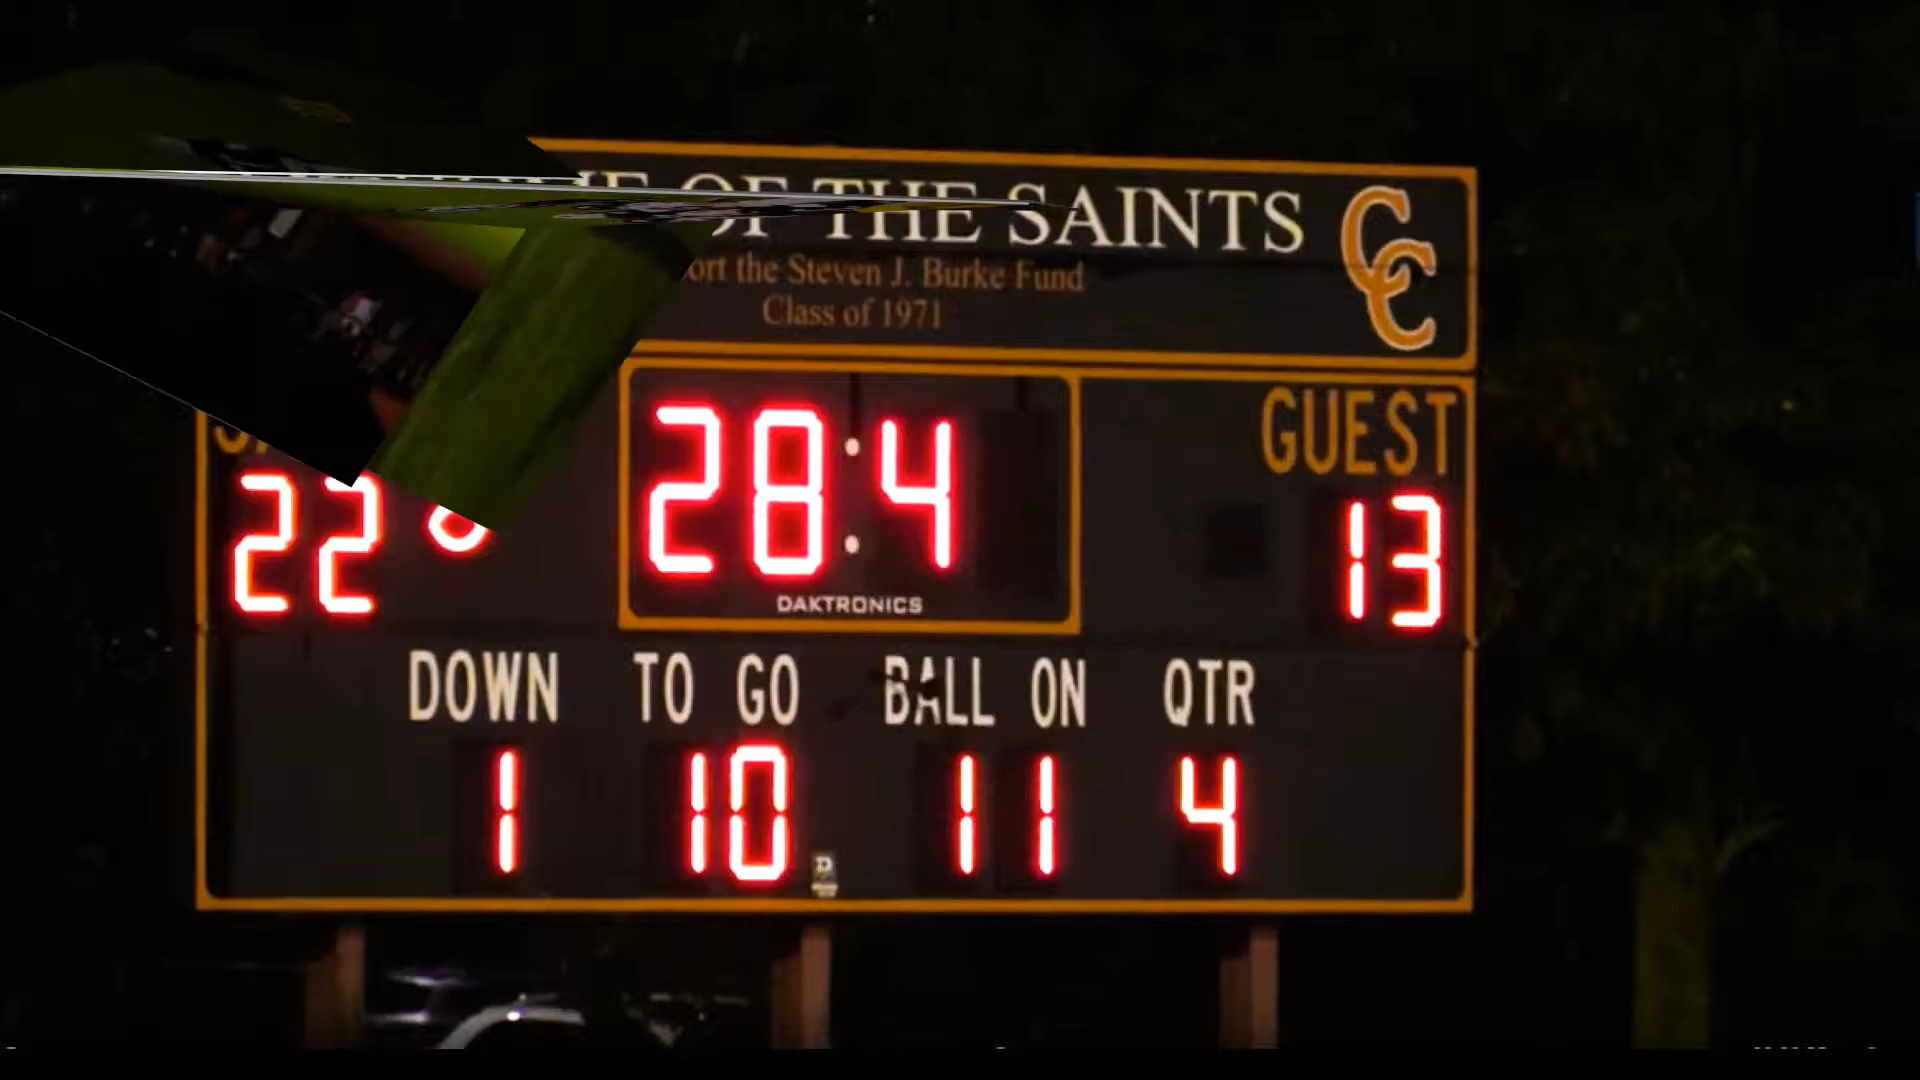 OF THE SAINTS CC
the Steven J. Burke Fund
Class of 1971
28:4
GUEST
22
13
DAKTRONICS
DOWN TO GO BALL ON QTR
1 10 11 4